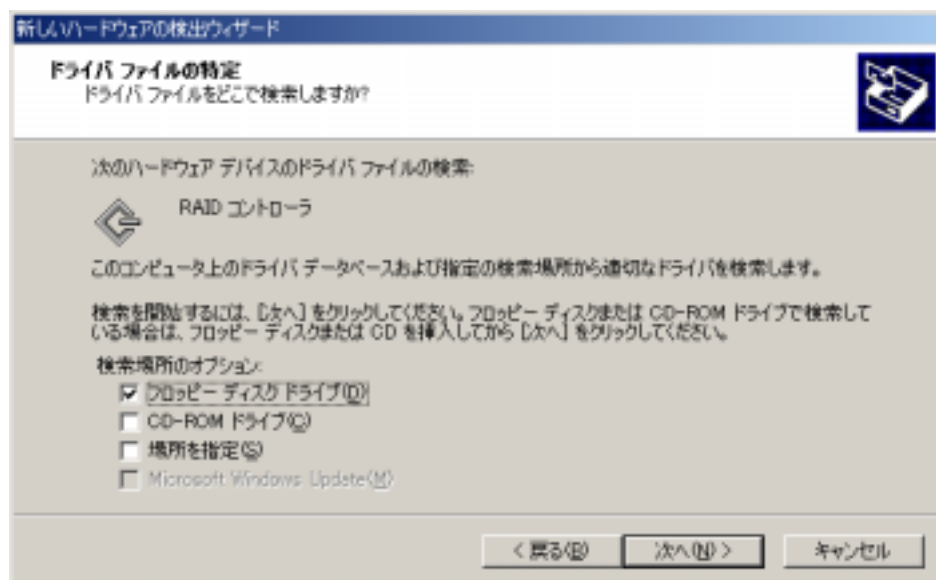 新しいハードウェアの検出ウィザード
ドライバ ファイルの特定
ドライバ ファイルをどこで検索しますか?
次のハードウェア デバイスのドライバ ファイルの検索:
RAID コントローラ
このコンピュータ上のドライバ データベースおよび指定の検索場所から適切なドライバを検索します。
検索を開始するには、[次へ] をクリックしてください。フロッピー ディスクまたは CD-ROM ドライブで検索して
いる場合は、フロッピー ディスクまたは CD を挿入してから [次へ] をクリックしてください。
検索場所のオプション:
フロッピー ディスク ドライブ(D)
CD-ROM ドライブ(C)
場所を指定(S)
Microsoft Windows Update(M)
< 戻る(B) 次へ(N) > キャンセル